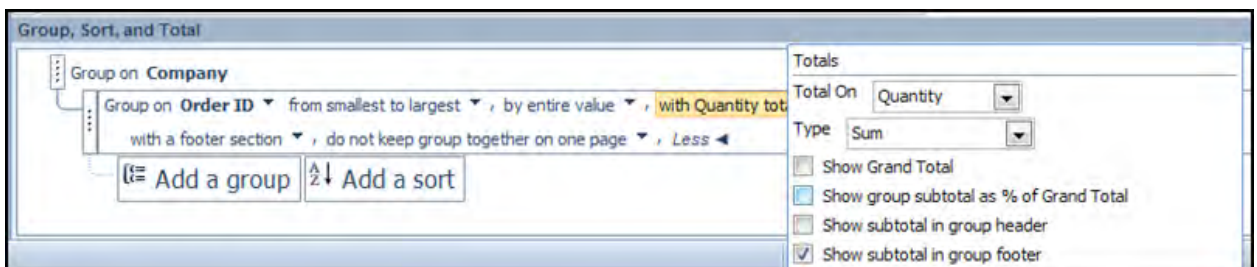 Group, Sort, and Total
Group on Company
Group on Order ID from smallest to largest , by entire value , with Quantity
with a footer section , do not keep group together on one page , Less
Add a group
Add a sort
Totals
Total On Quantity
Type Sum
Show Grand Total
Show group subtotal as % of Grand Total
Show subtotal in group header
Show subtotal in group footer